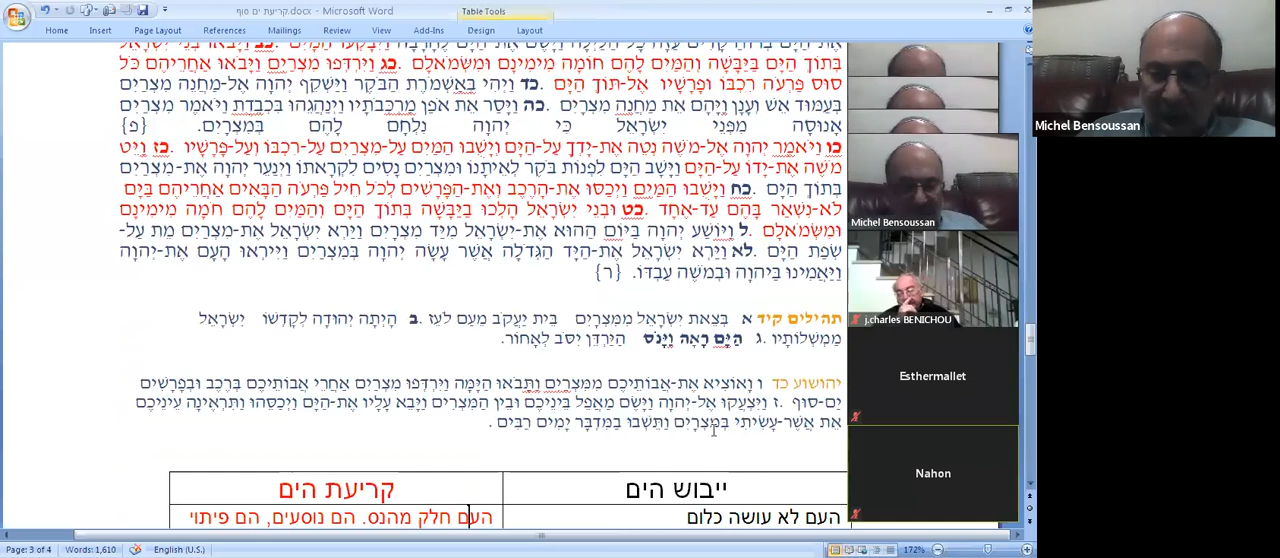 קריעת ים סוף.docx - Microsoft Word
Table Tools
Home Insert Page Layout References Mailings Review View Add-Ins Design Layout
בְּתוֹךְ הַיָּם בַּיַּבָּשָׁה וְהַמַּיִם לָהֶם חוֹמָה מִימִינָם וּמִשְּׂמֹאלָם. כג וַיִּרְדְּפוּ מִצְרַיִם וַיָּבֹאוּ אַחֲרֵיהֶם כֹּל
סוּס פַּרְעֹה רִכְבּוֹ וּפָרָשָׁיו אֶל-תּוֹךְ הַיָּם. כד וַיְהִי בְּאַשְׁמֹרֶת הַבֹּקֶר וַיַּשְׁקֵף יְהוָה אֶל-מַחֲנֵה מִצְרַיִם
בְּעַמּוּד אֵשׁ וְעָנָן וַיָּהָם אֵת מַחֲנֵה מִצְרָיִם. כה וַיָּסַר אֵת אֹפַן מַרְכְּבֹתָיו וַיְנַהֲגֵהוּ בִּכְבֵדֻת וַיֹּאמֶר מִצְרַיִם
אָנוּסָה מִפְּנֵי יִשְׂרָאֵל כִּי יְהוָה נִלְחָם לָהֶם בְּמִצְרָיִם. {פ}
כו וַיֹּאמֶר יְהוָה אֶל-מֹשֶׁה נְטֵה אֶת-יָדְךָ עַל-הַיָּם וְיָשֻׁבוּ הַמַּיִם עַל-מִצְרַיִם עַל-רִכְבּוֹ וְעַל-פָּרָשָׁיו. כז וַיֵּט
מֹשֶׁה אֶת-יָדוֹ עַל-הַיָּם וַיָּשָׁב הַיָּם לִפְנוֹת בֹּקֶר לְאֵיתָנוֹ וּמִצְרַיִם נָסִים לִקְרָאתוֹ וַיְנַעֵר יְהוָה אֶת-מִצְרַיִם
בְּתוֹךְ הַיָּם. כח וַיָּשֻׁבוּ הַמַּיִם וַיְכַסּוּ אֶת-הָרֶכֶב וְאֶת-הַפָּרָשִׁים לְכֹל חֵיל פַּרְעֹה הַבָּאִים אַחֲרֵיהֶם בַּיָּם
לֹא-נִשְׁאַר בָּהֶם עַד-אֶחָד. כט וּבְנֵי יִשְׂרָאֵל הָלְכוּ בַיַּבָּשָׁה בְּתוֹךְ הַיָּם וְהַמַּיִם לָהֶם חֹמָה מִימִינָם
וּמִשְּׂמֹאלָם. ל וַיּוֹשַׁע יְהוָה בַּיּוֹם הַהוּא אֶת-יִשְׂרָאֵל מִיַּד מִצְרָיִם וַיַּרְא יִשְׂרָאֵל אֶת-מִצְרַיִם מֵת עַל-
שְׂפַת הַיָּם. לא וַיַּרְא יִשְׂרָאֵל אֶת-הַיָּד הַגְּדֹלָה אֲשֶׁר עָשָׂה יְהוָה בְּמִצְרַיִם וַיִּירְאוּ הָעָם אֶת-יְהוָה
וַיַּאֲמִינוּ בַּיהוָה וּבְמֹשֶׁה עַבְדּוֹ. {ר}
תהילים קיד א בְּצֵאת יִשְׂרָאֵל מִמִּצְרָיִם בֵּית יַעֲקֹב מֵעַם לֹעֵז. ב הָיְתָה יְהוּדָה לְקָדְשׁוֹ יִשְׂרָאֵל
מַמְשְׁלוֹתָיו. ג הַיָּם רָאָה וַיָּנֹס הַיַּרְדֵּן יִסֹּב לְאָחוֹר.
יהושוע כד ו וָאוֹצִיא אֶת-אֲבוֹתֵיכֶם מִמִּצְרַיִם וַתָּבֹאוּ הַיָּמָּה וַיִּרְדְּפוּ מִצְרַיִם אַחֲרֵי אֲבוֹתֵיכֶם בְּרֶכֶב וּבְפָרָשִׁים
יַם-סוּף. ז וַיִּצְעֲקוּ אֶל-יְהוָה וַיָּשֶׂם מַאֲפֵל בֵּינֵיכֶם וּבֵין הַמִּצְרִים וַיָּבֵא עָלָיו אֶת-הַיָּם וַיְכַסֵּהוּ וַתִּרְאֶינָה עֵינֵיכֶם
אֵת אֲשֶׁר-עָשִׂיתִי בְּמִצְרָיִם וַתֵּשְׁבוּ בַמִּדְבָּר יָמִים רַבִּים.
ייבוש הים קריעת הים
העם לא עושה כלום העם חלק מהנס. הם נוסעים, הם פיתוי
Michel Bensoussan
Michel Bensoussan
j.charles BENICHOU
Esthermallet
Nahon
Page: 3 of 4 Words: 1,610 English (U.S.) 172%